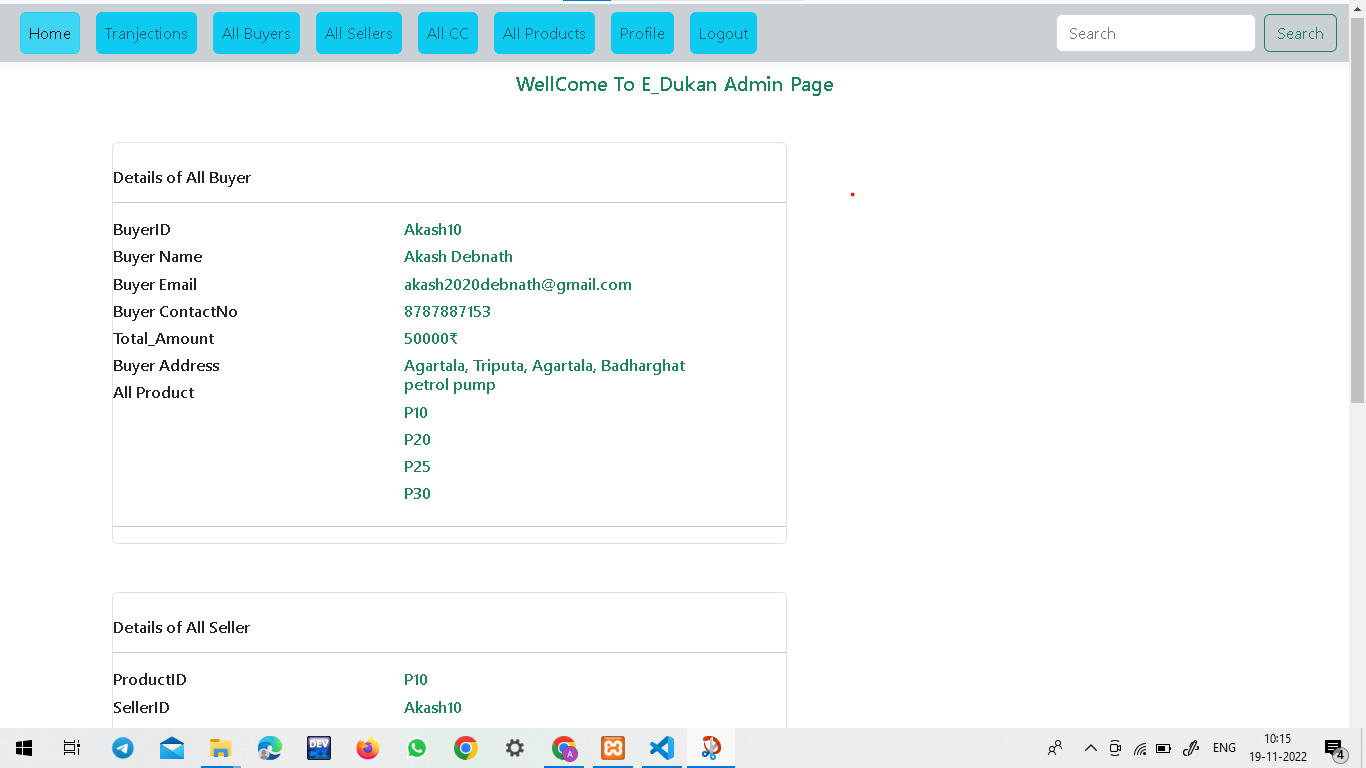 Home Tranjections All Buyers All Sellers All CC All Products Profile Logout Search Search
WellCome To E_Dukan Admin Page
Details of All Buyer
BuyerID Akash10
Buyer Name Akash Debnath
Buyer Email akash2020debnath@gmail.com
Buyer ContactNo 8787887153
Total_Amount 50000₹
Buyer Address Agartala, Triputa, Agartala, Badharghat
petrol pump
All Product
P10
P20
P25
P30
Details of All Seller
ProductID P10
SellerID Akash10
DEV
ENG
10:15
19-11-2022
4
A